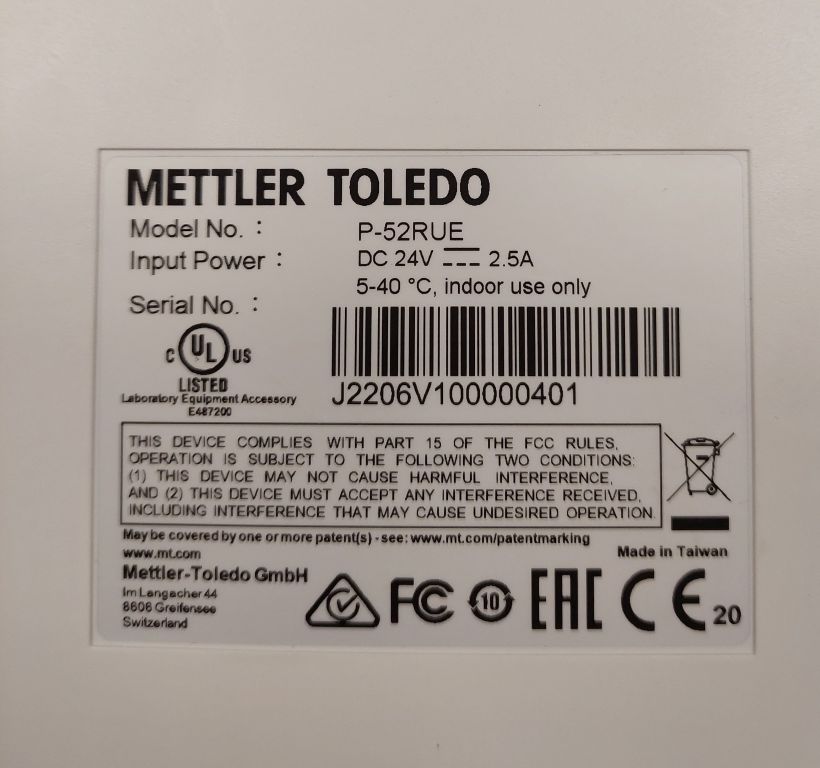 METTLER TOLEDO
Model No. : P-52RUE
Input Power : DC 24V 2.5A
5-40 °C, indoor use only
Serial No. :
J2206V100000401
C UL US
LISTED
Laboratory Equipment Accessory
E487200
THIS DEVICE COMPLIES WITH PART 15 OF THE FCC RULES,
OPERATION IS SUBJECT TO THE FOLLOWING TWO CONDITIONS:
(1) THIS DEVICE MAY NOT CAUSE HARMFUL INTERFERENCE,
AND (2) THIS DEVICE MUST ACCEPT ANY INTERFERENCE RECEIVED,
INCLUDING INTERFERENCE THAT MAY CAUSE UNDESIRED OPERATION.
May be covered by one or more patent(s) - see: www.mt.com/patentmarking
www.mt.com
Made in Taiwan
Mettler-Toledo GmbH
Im Langacher 44
8606 Greifensee
Switzerland
FC 10 EAC CE 20